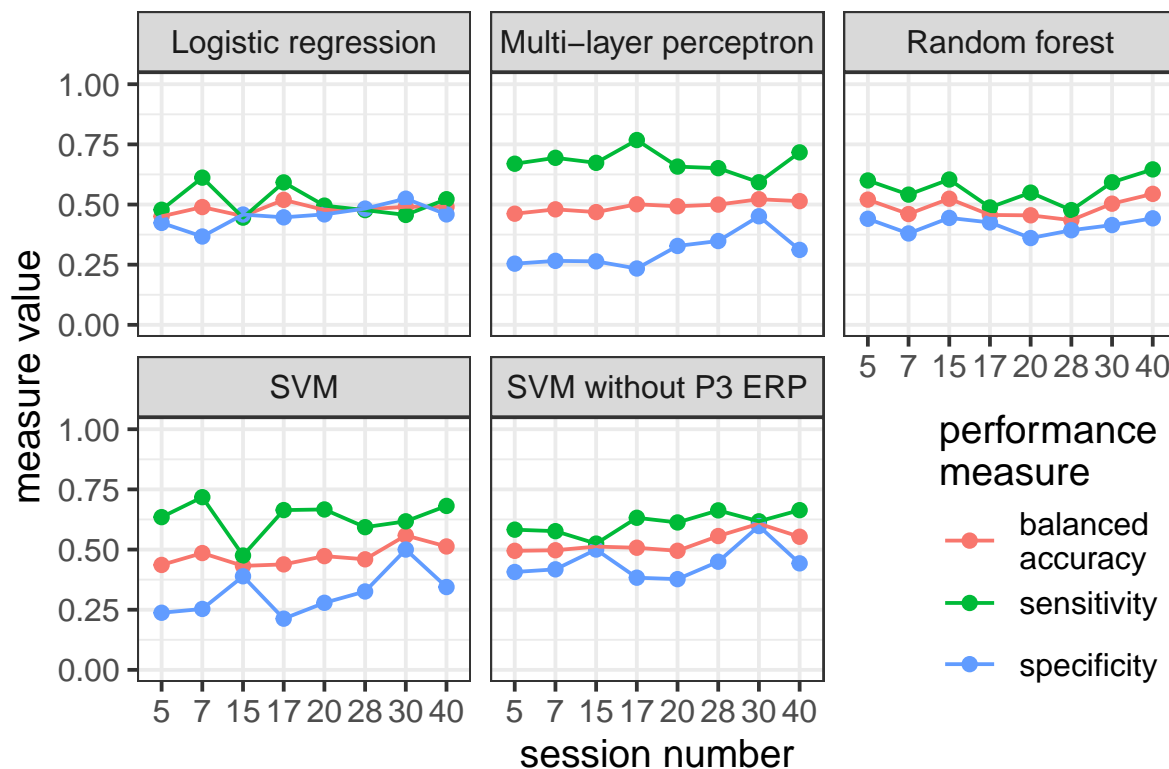 Logistic regression
Multi−layer perceptron
Random forest
1.00
0.75
0.50
0.25
0.00
5 7 15 17 20 28 30 40
SVM
SVM without P3 ERP
1.00
0.75
0.50
0.25
0.00
5 7 15 17 20 28 30 40
5 7 15 17 20 28 30 40
measure value
session number
performance
measure
balanced
accuracy
sensitivity
specificity